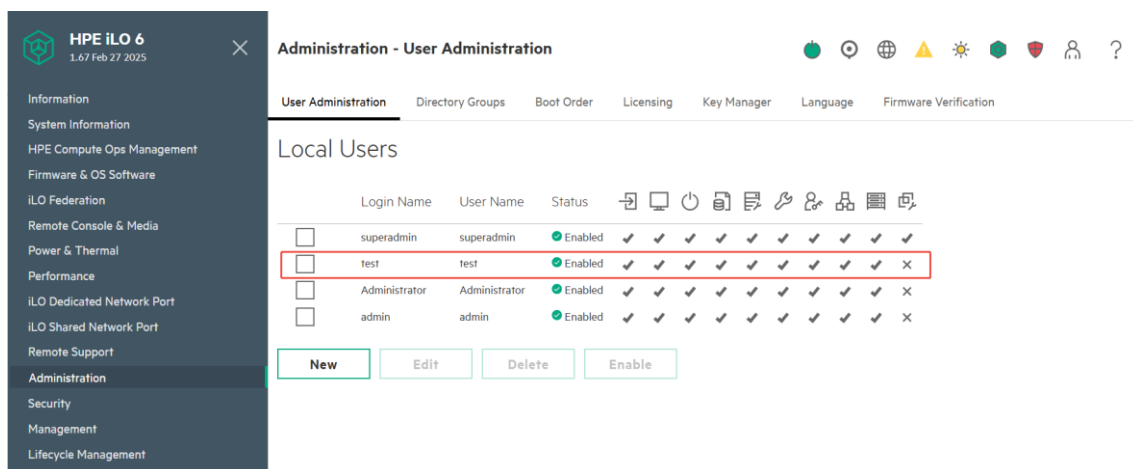 HPE iLO 6
1.67 Feb 27 2025
Information
System Information
HPE Compute Ops Management
Firmware & OS Software
iLO Federation
Remote Console & Media
Power & Thermal
Performance
iLO Dedicated Network Port
iLO Shared Network Port
Remote Support
Administration
Security
Management
Lifecycle Management
Administration - User Administration
?
User Administration Directory Groups Boot Order Licensing Key Manager Language Firmware Verification
Local Users
Login Name User Name Status
superadmin superadmin Enabled
test test Enabled
Administrator Administrator Enabled
admin admin Enabled
New Edit Delete Enable